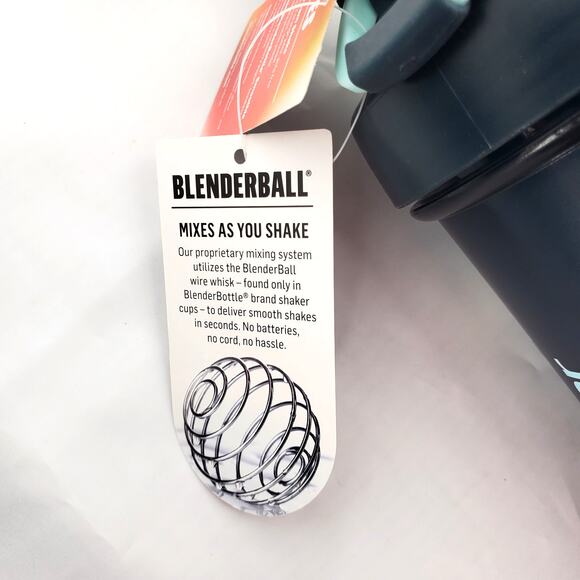 BLENDERBALL®
MIXES AS YOU SHAKE
Our proprietary mixing system
utilizes the BlenderBall
wire whisk – found only in
BlenderBottle® brand shaker
cups – to deliver smooth shakes
in seconds. No batteries,
no cord, no hassle.